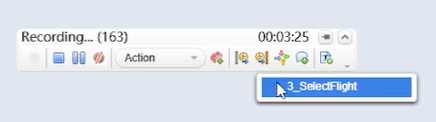 Recording... (163) 00:03:25
Action
3_SelectFlight